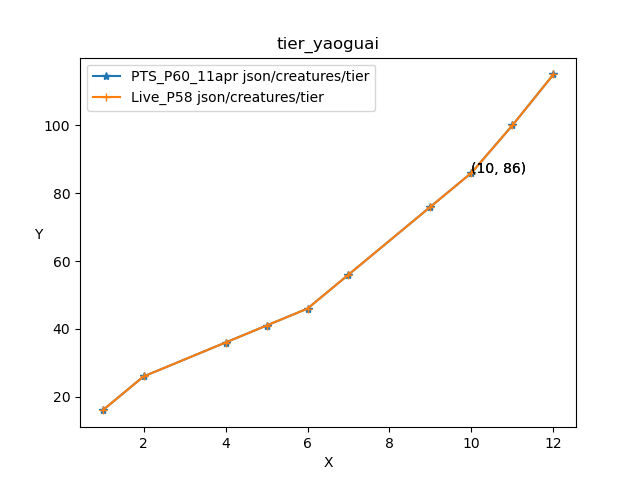 tier_yaoguai
PTS_P60_11apr json/creatures/tier
Live_P58 json/creatures/tier
100
80
60
40
20
Y
(10, 86)
2 4 6 8 10 12
X